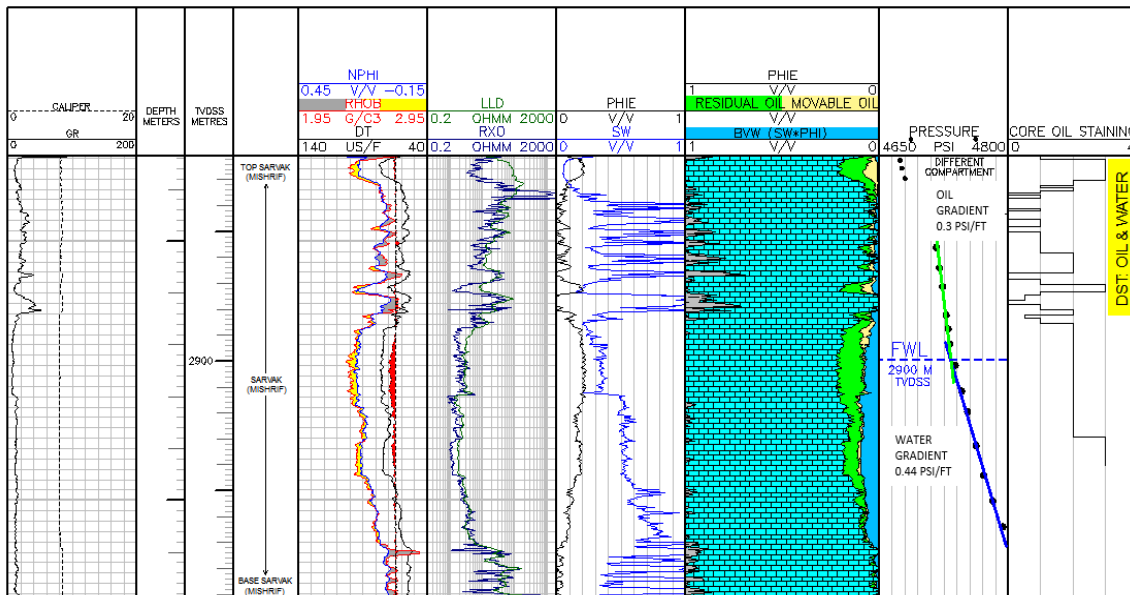 CALIPER
0 20
GR
0 200
DEPTH
METERS
TVDSS
METRES
NPHI
0.45 V/V -0.15
RHOB
1.95 G/C3 2.95
DT
140 US/F 40
LLD
0.2 OHMM 2000
RXO
0.2 OHMM 2000
PHIE
0 V/V 1
SW
0 V/V 1
PHIE
1 V/V 0
RESIDUAL OIL MOVABLE OIL
V/V
BVW (SW*PHI)
1 V/V 0
PRESSURE
4650 PSI 4800
CORE OIL STAINING
0 4
TOP SARVAK
(MISHRIF)
SARVAK
(MISHRIF)
BASE SARVAK
(MISHRIF)
2900
DIFFERENT
COMPARTMENT
OIL
GRADIENT
0.3 PSI/FT
FWL
2900 M
TVDSS
WATER
GRADIENT
0.44 PSI/FT
DST: OIL & WATER